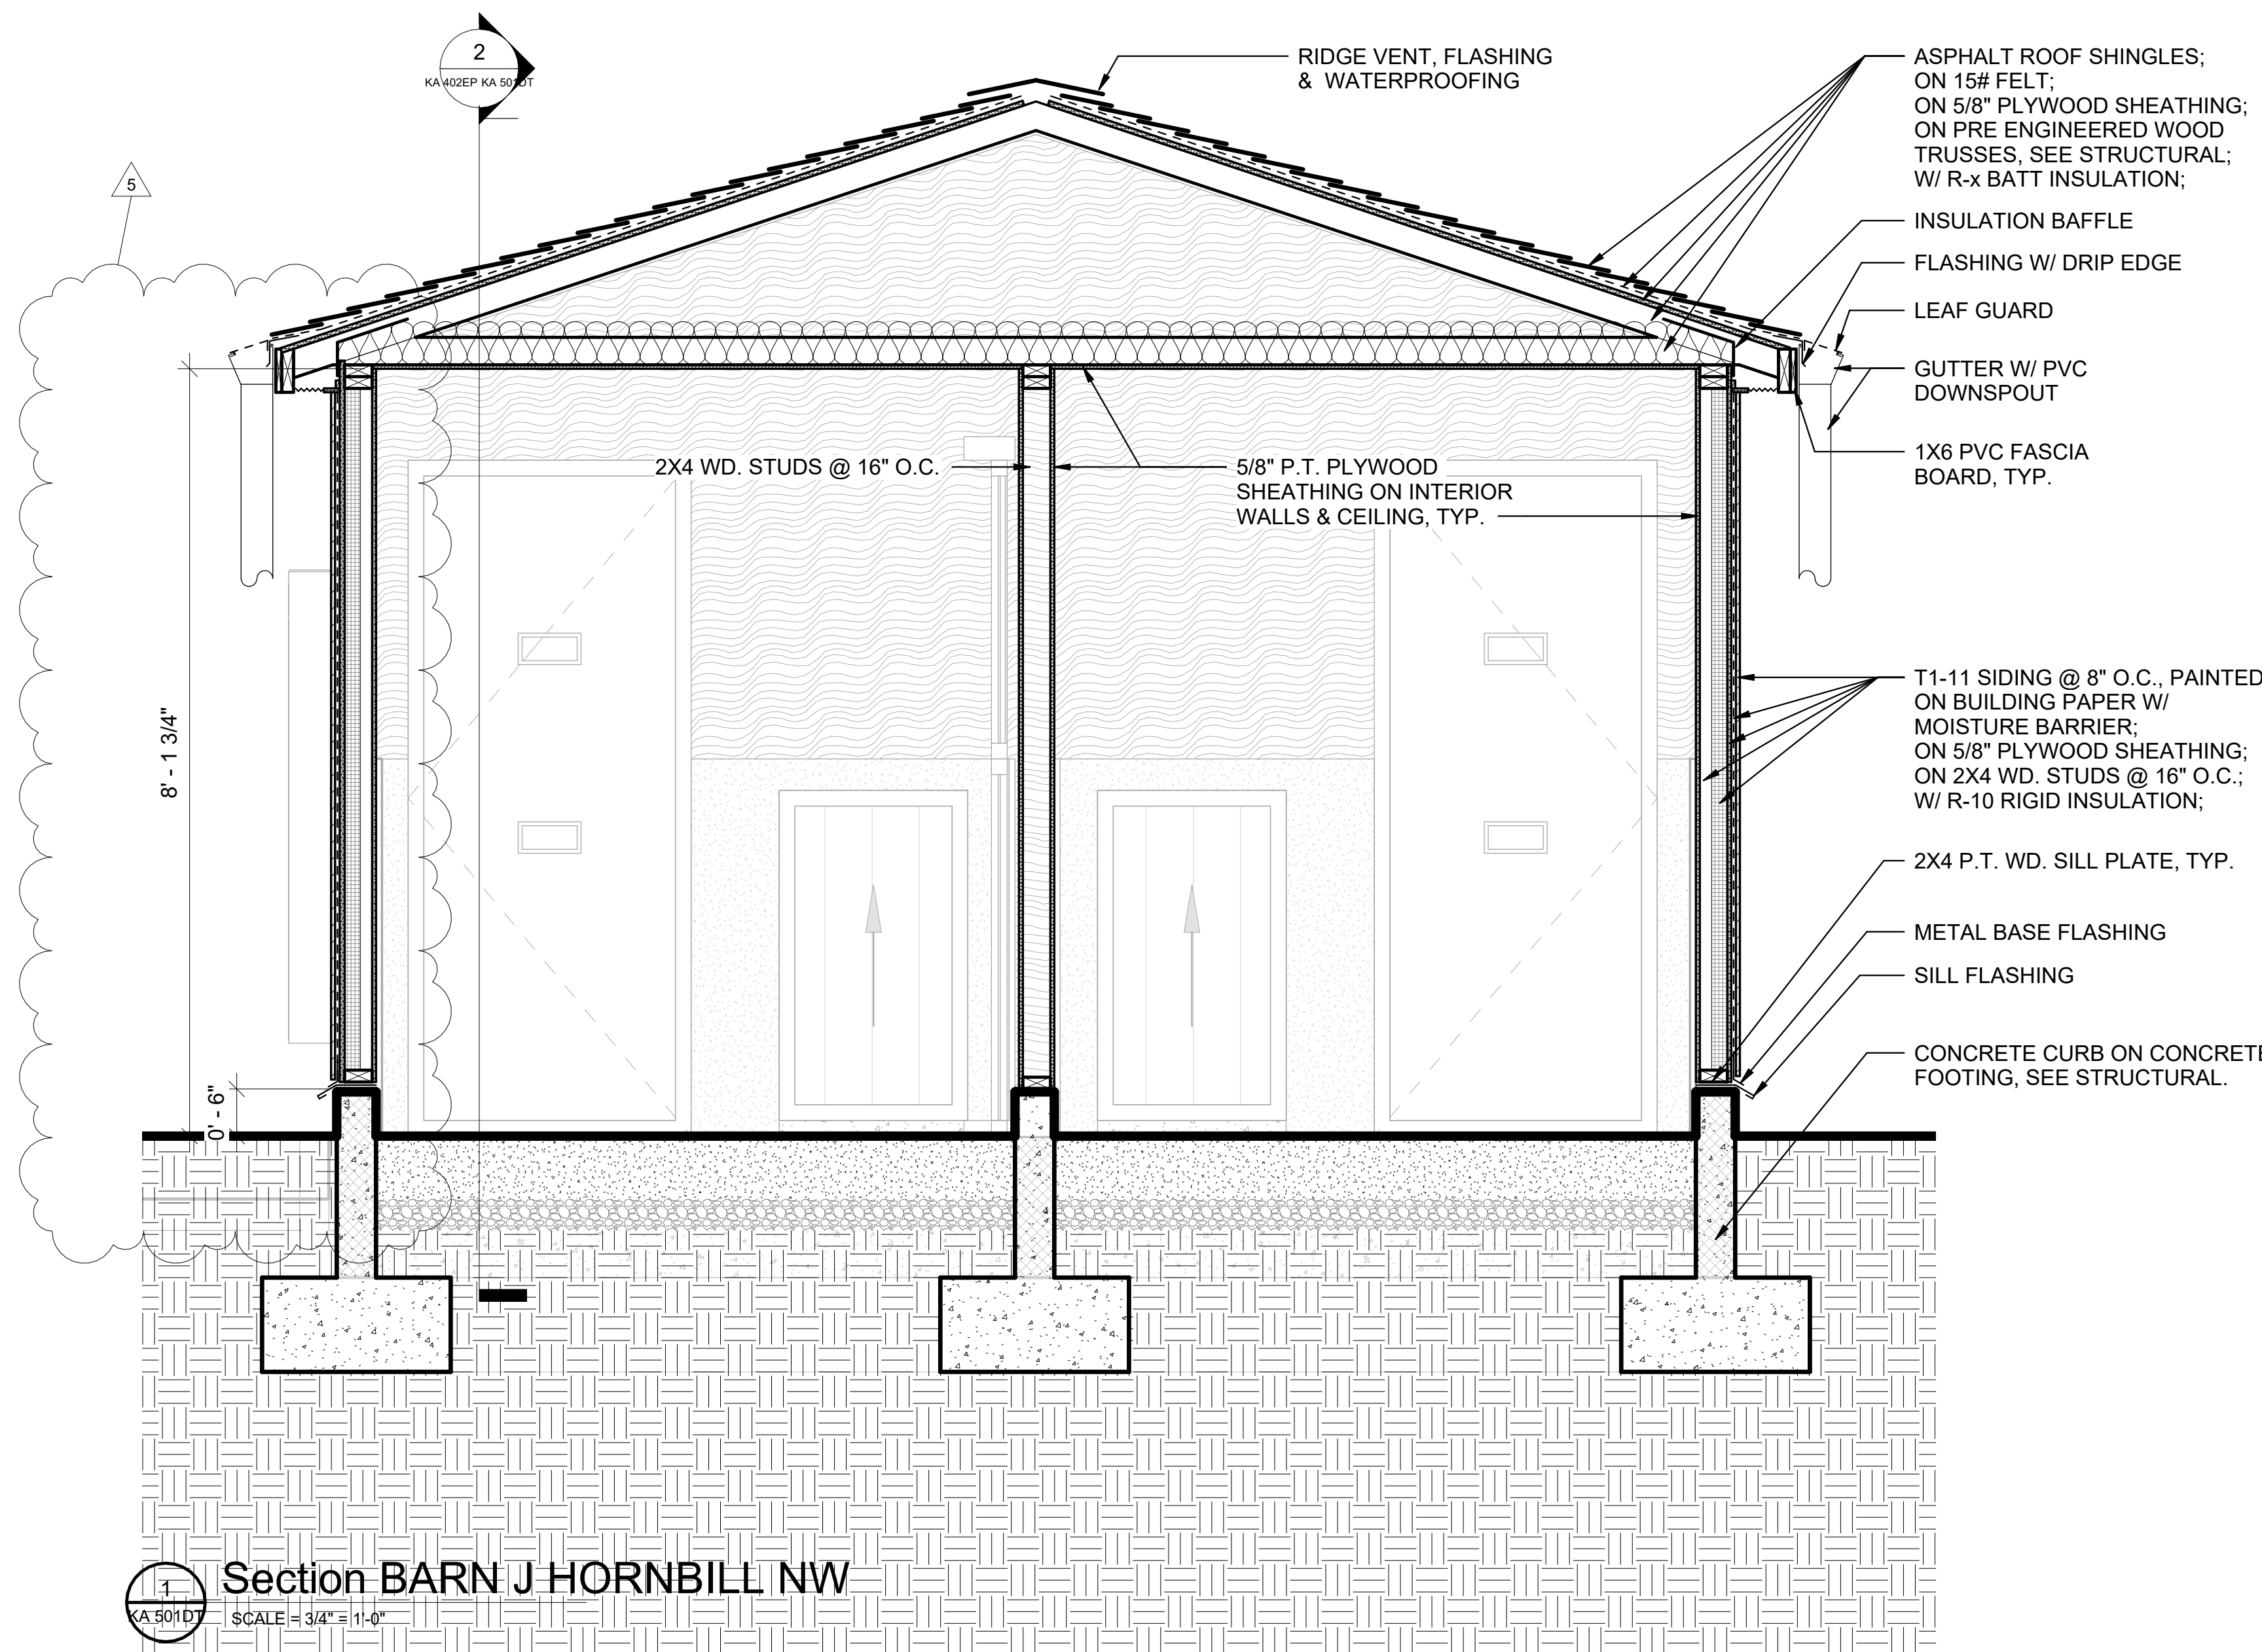 2
KA 402EP KA 501DT
RIDGE VENT, FLASHING
& WATERPROOFING
ASPHALT ROOF SHINGLES;
ON 15# FELT;
ON 5/8" PLYWOOD SHEATHING;
ON PRE ENGINEERED WOOD
TRUSSES, SEE STRUCTURAL;
W/ R-x BATT INSULATION;
5
INSULATION BAFFLE
FLASHING W/ DRIP EDGE
LEAF GUARD
GUTTER W/ PVC
DOWNSPOUT
1X6 PVC FASCIA
BOARD, TYP.
2X4 WD. STUDS @ 16" O.C.
5/8" P.T. PLYWOOD
SHEATHING ON INTERIOR
WALLS & CEILING, TYP.
8' - 1 3/4"
T1-11 SIDING @ 8" O.C., PAINTED
ON BUILDING PAPER W/
MOISTURE BARRIER;
ON 5/8" PLYWOOD SHEATHING;
ON 2X4 WD. STUDS @ 16" O.C.;
W/ R-10 RIGID INSULATION;
2X4 P.T. WD. SILL PLATE, TYP.
METAL BASE FLASHING
SILL FLASHING
0' - 6"
CONCRETE CURB ON CONCRETE
FOOTING, SEE STRUCTURAL.
1
KA 501DT
Section BARN J HORNBILL NW
SCALE = 3/4" = 1'-0"